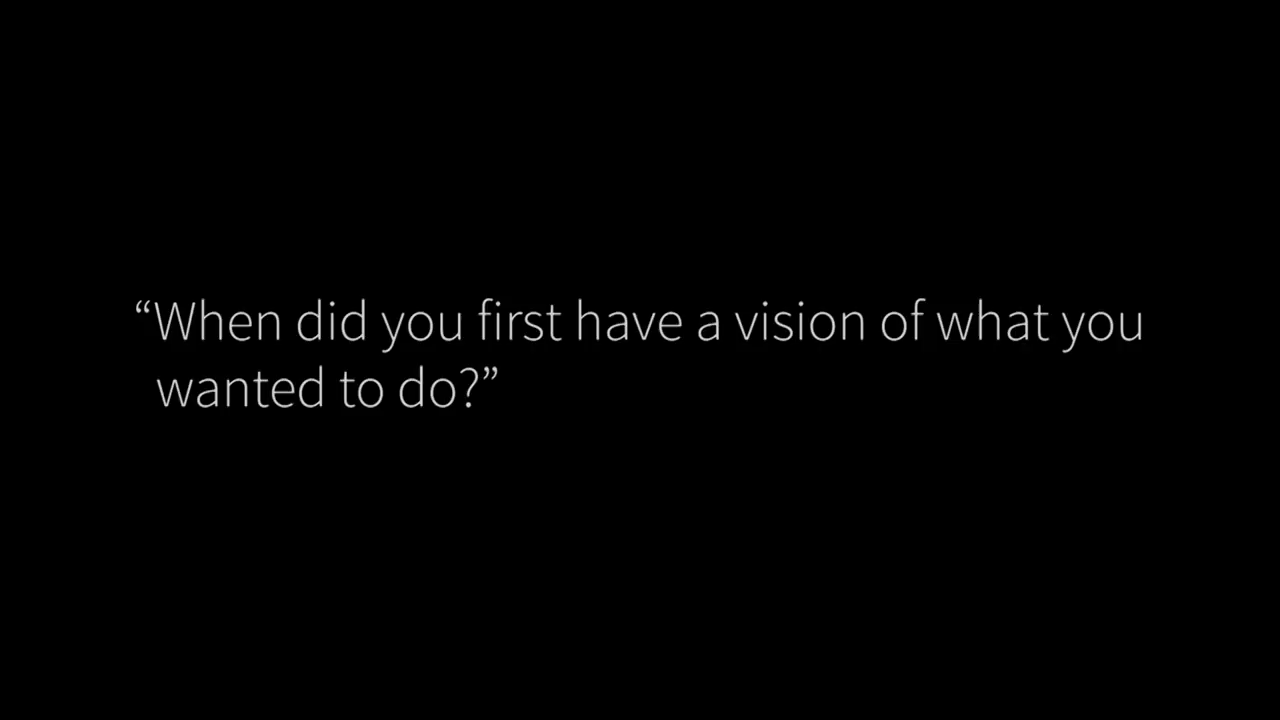 “When did you first have a vision of what you
wanted to do?”